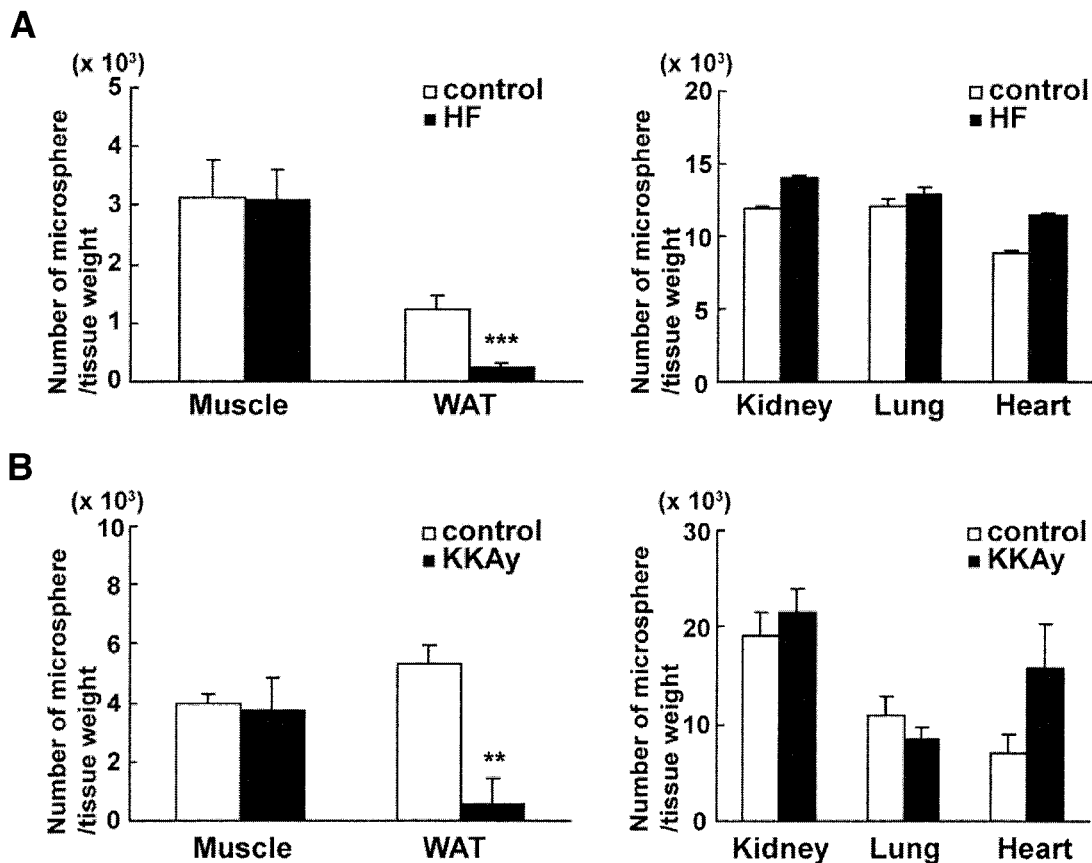 A
(x 10³)
Number of microsphere
/tissue weight
5
4
3
2
1
0
control
HF
***
Muscle WAT
(x 10³)
Number of microsphere
/tissue weight
20
15
10
5
0
control
HF
Kidney Lung Heart
B
(x 10³)
Number of microsphere
/tissue weight
10
8
6
4
2
0
control
KKAy
**
Muscle WAT
(x 10³)
Number of microsphere
/tissue weight
30
20
10
0
control
KKAy
Kidney Lung Heart